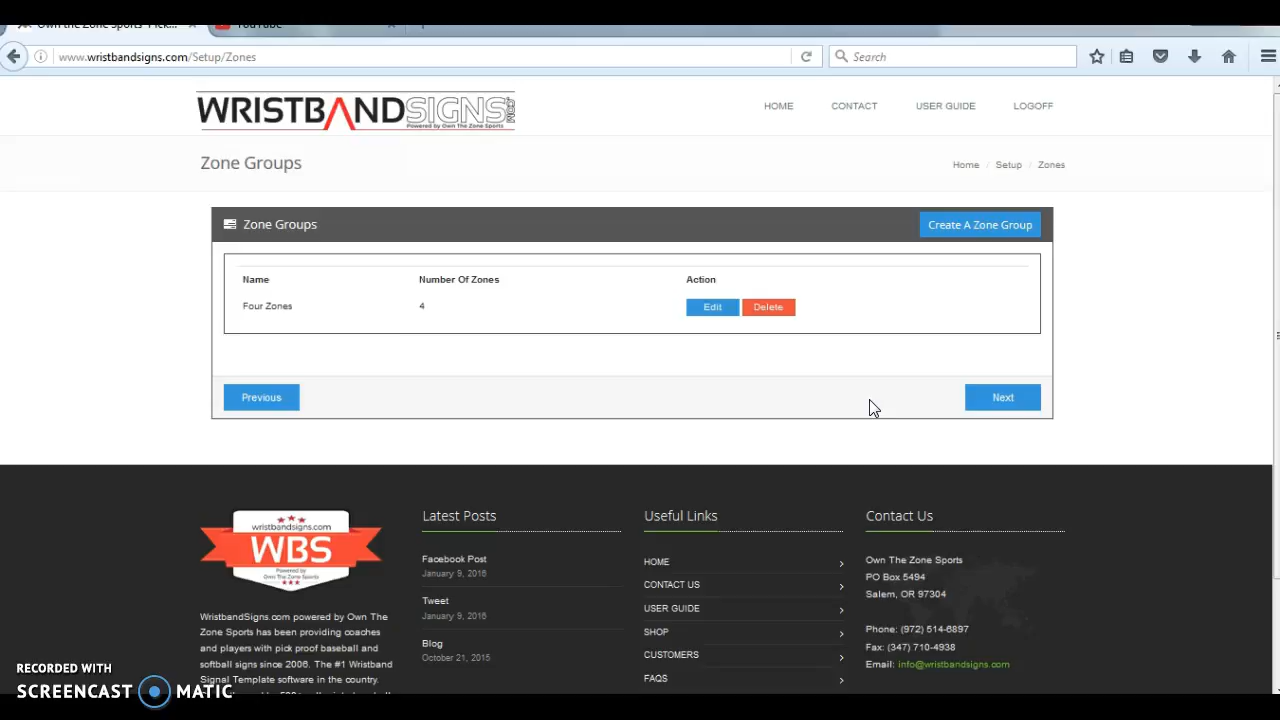 Own the Zone Sports
YouTube
www.wristbandsigns.com/Setup/Zones
Search
WRISTBANDSIGNS.COM
Powered by Own The Zone Sports
HOME
CONTACT
USER GUIDE
LOGOFF
Zone Groups
Home / Setup / Zones
Zone Groups
Create A Zone Group
Name
Number Of Zones
Action
Four Zones
4
Edit
Delete
Previous
Next
wristbandsigns.com
WBS
Powered by
Own The Zone Sports
WristbandSigns.com powered by Own The
Zone Sports has been providing coaches
and players with pick proof baseball and
softball signs since 2006. The #1 Wristband
Signal Template software in the country.
Latest Posts
Facebook Post
January 9, 2016
Tweet
January 9, 2016
Blog
October 21, 2015
Useful Links
HOME
CONTACT US
USER GUIDE
SHOP
CUSTOMERS
FAQS
Contact Us
Own The Zone Sports
PO Box 5494
Salem, OR 97304
Phone: (972) 514-6897
Fax: (347) 710-4938
Email: info@wristbandsigns.com
RECORDED WITH
SCREENCAST MATIC